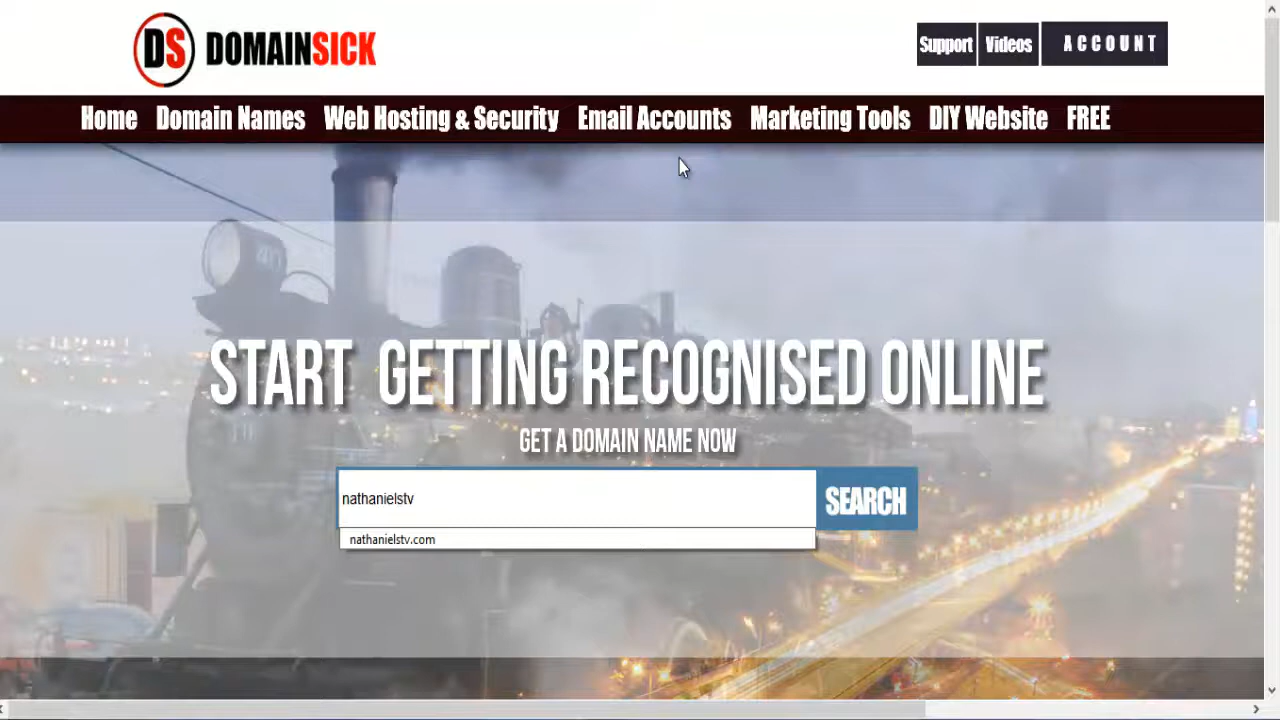 DS DOMAINSICK
Support Videos ACCOUNT
Home Domain Names Web Hosting & Security Email Accounts Marketing Tools DIY Website FREE
START GETTING RECOGNISED ONLINE
GET A DOMAIN NAME NOW
nathanielstv SEARCH
nathanielstv.com